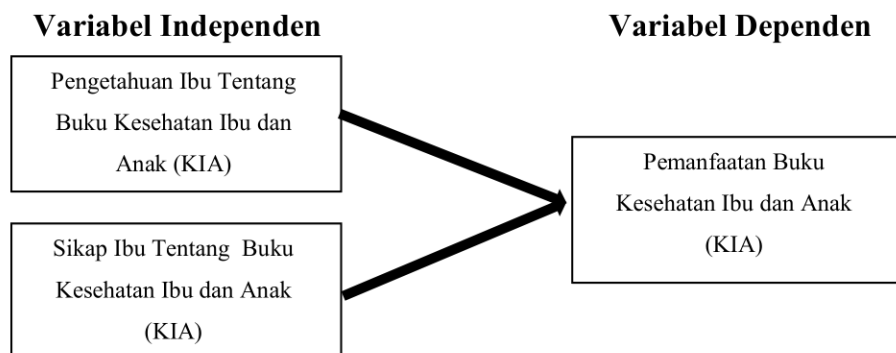 Variabel Independen
Variabel Dependen
Pengetahuan Ibu Tentang
Buku Kesehatan Ibu dan
Anak (KIA)
Sikap Ibu Tentang Buku
Kesehatan Ibu dan Anak
(KIA)
Pemanfaatan Buku
Kesehatan Ibu dan Anak
(KIA)